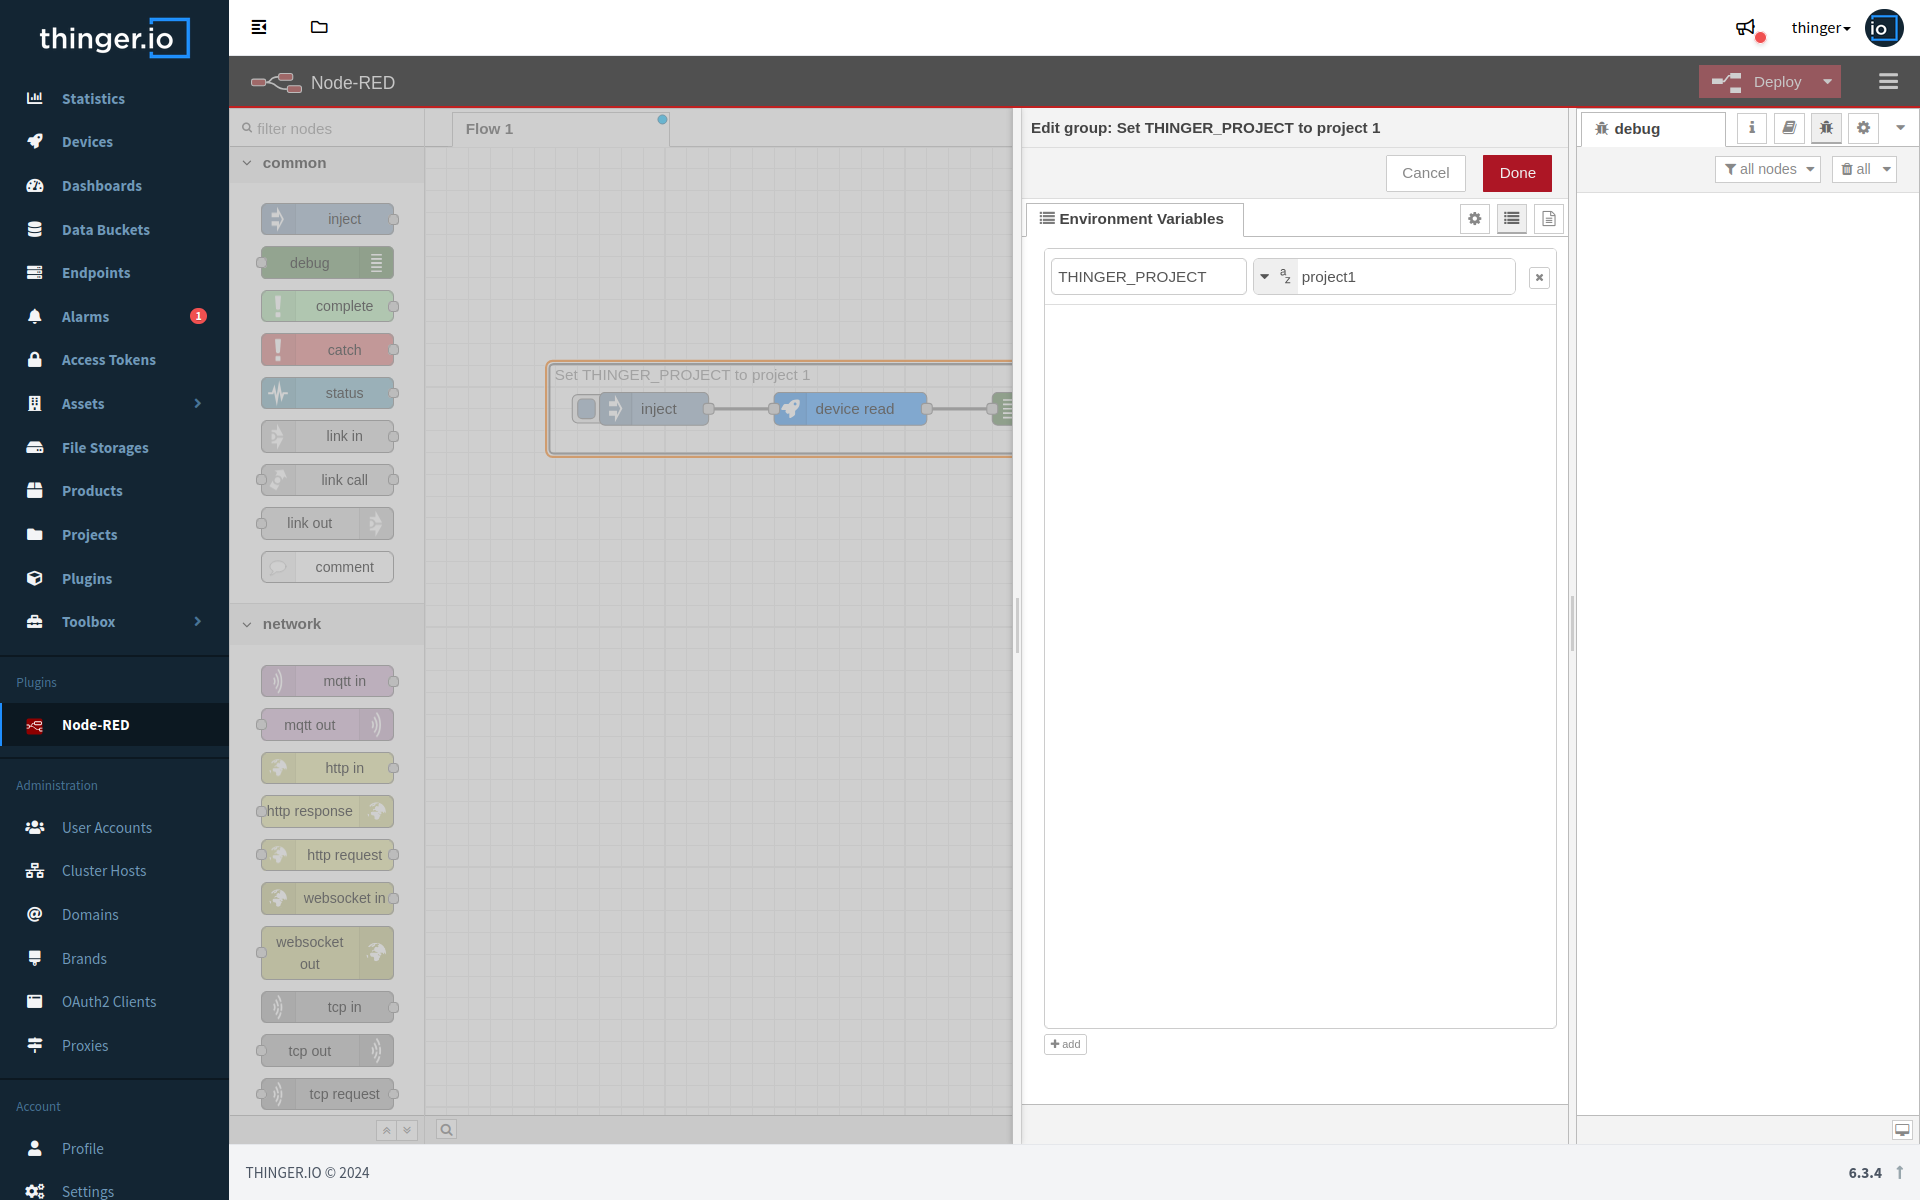 thinger.io
Statistics
Devices
Dashboards
Data Buckets
Endpoints
Alarms
1
Access Tokens
Assets
File Storages
Products
Projects
Plugins
Toolbox
Plugins
Node-RED
Administration
User Accounts
Cluster Hosts
Domains
Brands
OAuth2 Clients
Proxies
Account
Profile
Settings
thinger
io
Node-RED
Deploy
filter nodes
common
inject
debug
complete
catch
status
link in
link call
link out
comment
network
mqtt in
mqtt out
http in
http response
http request
websocket in
websocket
out
tcp in
tcp out
tcp request
Flow 1
Set THINGER_PROJECT to project 1
inject
device read
Edit group: Set THINGER_PROJECT to project 1
Cancel
Done
Environment Variables
THINGER_PROJECT
az
project1
add
debug
i
all nodes
all
THINGER.IO © 2024
6.3.4